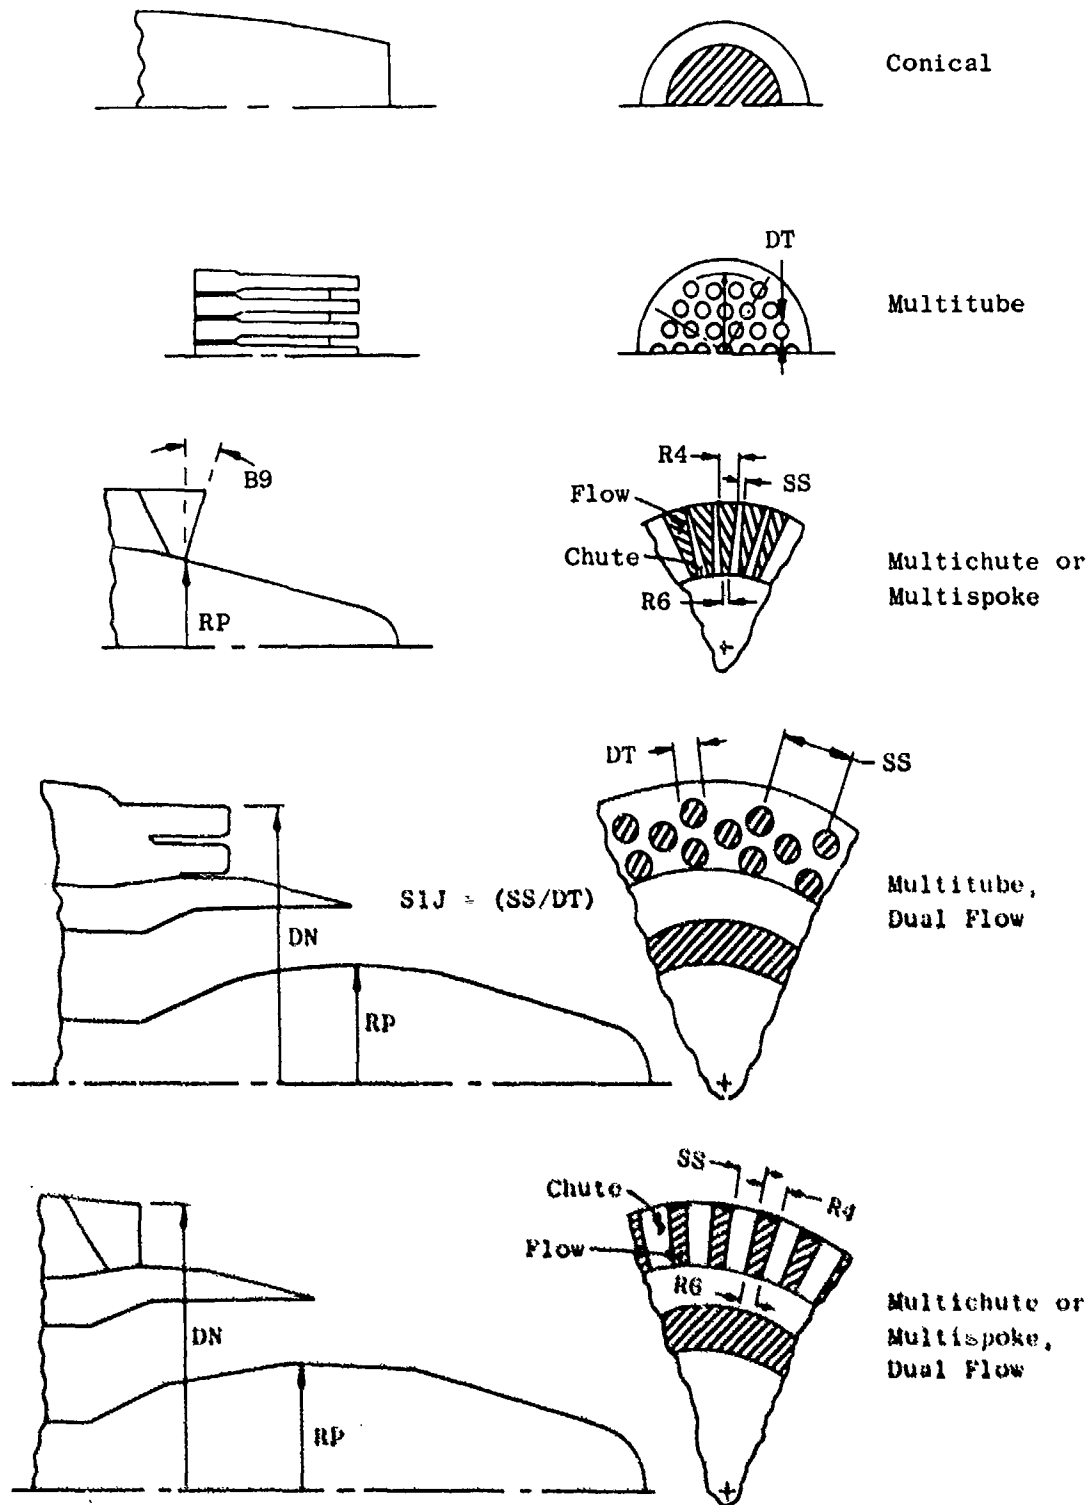 Conical
DT
Multitube
B9
RP
R4
SS
Flow
Chute
R6
Multichute or
Multispoke
DT
SS
S1J = (SS/DT)
DN
RP
Multitube,
Dual Flow
SS
R4
Chute
Flow
R6
DN
RP
Multichute or
Multispoke,
Dual Flow